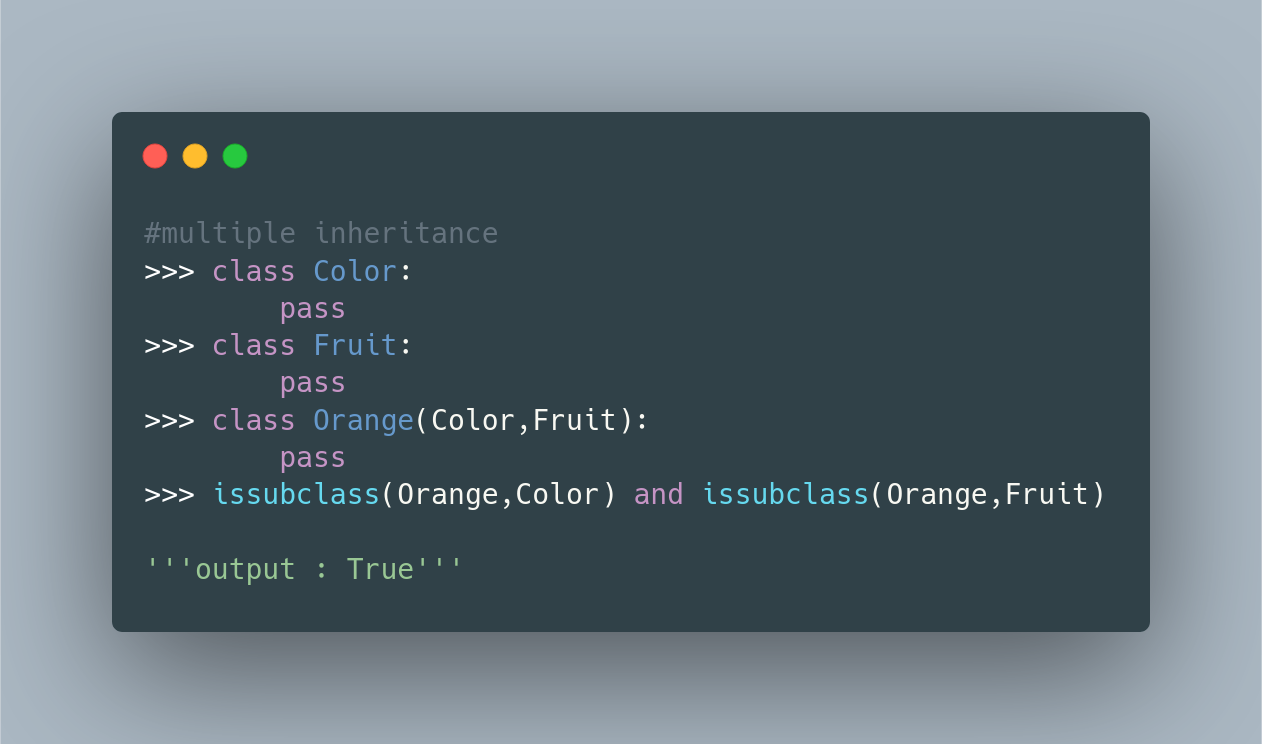 #multiple inheritance
>>> class Color:
        pass
>>> class Fruit:
        pass
>>> class Orange(Color,Fruit):
        pass
>>> issubclass(Orange,Color) and issubclass(Orange,Fruit)
'''output : True'''